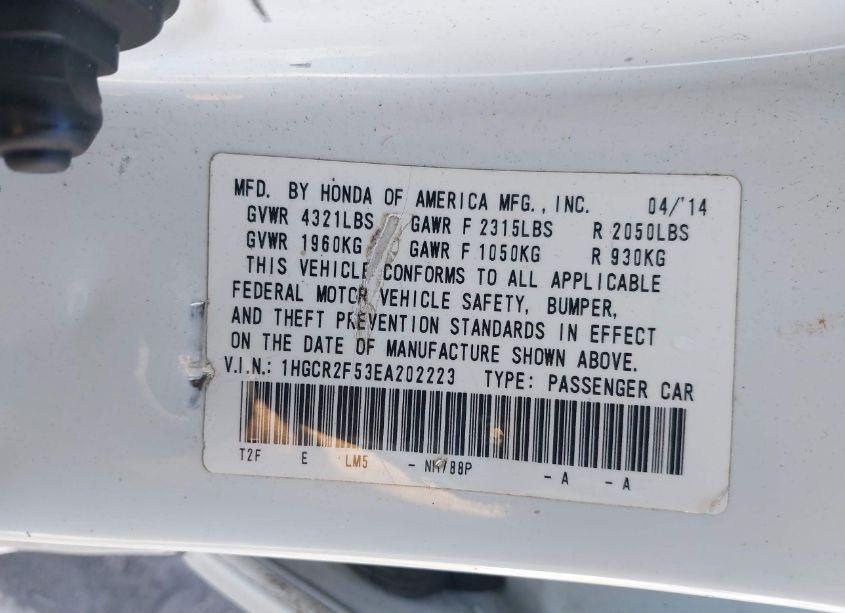 MFD. BY HONDA OF AMERICA MFG., INC. 04/'14
GVWR 4321LBS GAWR F 2315LBS R 2050LBS
GVWR 1960KG GAWR F 1050KG R 930KG
THIS VEHICLE CONFORMS TO ALL APPLICABLE
FEDERAL MOTOR VEHICLE SAFETY, BUMPER,
AND THEFT PREVENTION STANDARDS IN EFFECT
ON THE DATE OF MANUFACTURE SHOWN ABOVE.
V.I.N.: 1HGCR2F53EA202223 TYPE: PASSENGER CAR
T2F E LM5 - NH788P - A - A